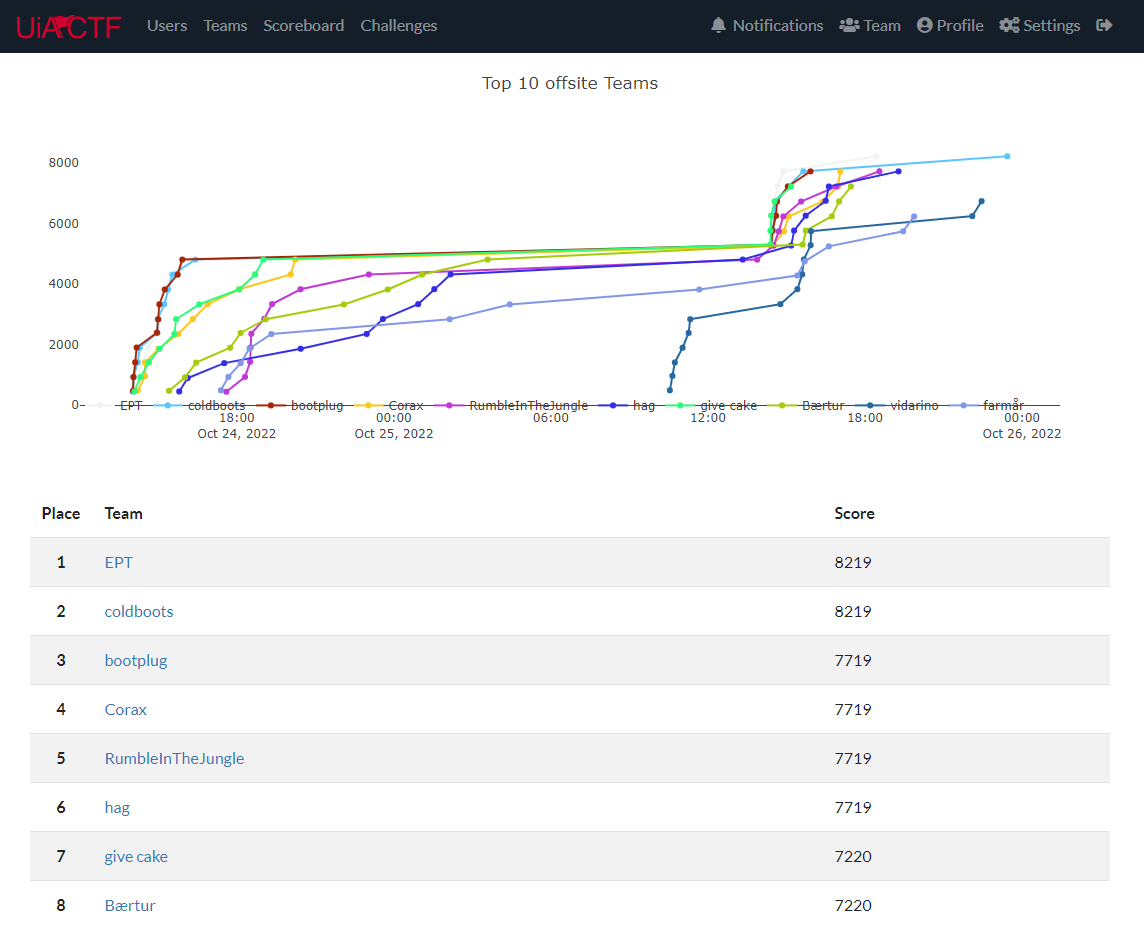 UiACTF Users Teams Scoreboard Challenges Notifications Team Profile Settings
Top 10 offsite Teams
8000
6000
4000
2000
0
EPT coldboots bootplug Corax RumbleInTheJungle hag give cake Bærtur vidarino farmår
18:00 00:00 06:00 12:00 18:00 00:00
Oct 24, 2022 Oct 25, 2022 Oct 26, 2022
Place Team Score
1 EPT 8219
2 coldboots 8219
3 bootplug 7719
4 Corax 7719
5 RumbleInTheJungle 7719
6 hag 7719
7 give cake 7220
8 Bærtur 7220